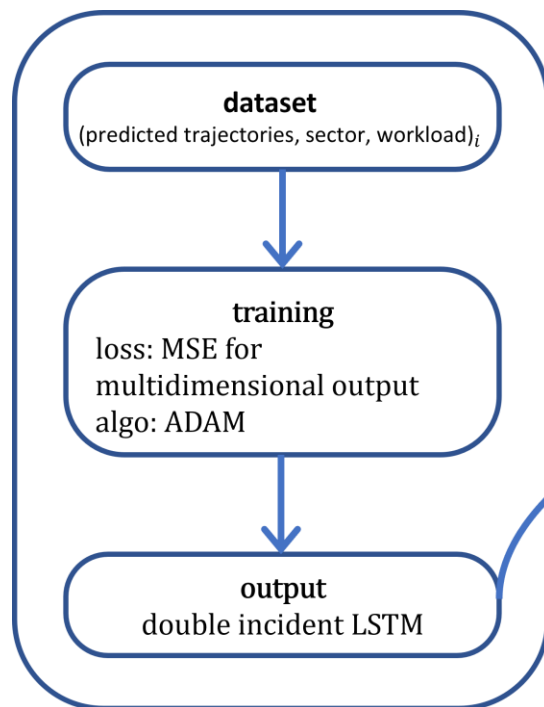 dataset
(predicted trajectories, sector, workload)ᵢ
training
loss: MSE for
multidimensional output
algo: ADAM
output
double incident LSTM